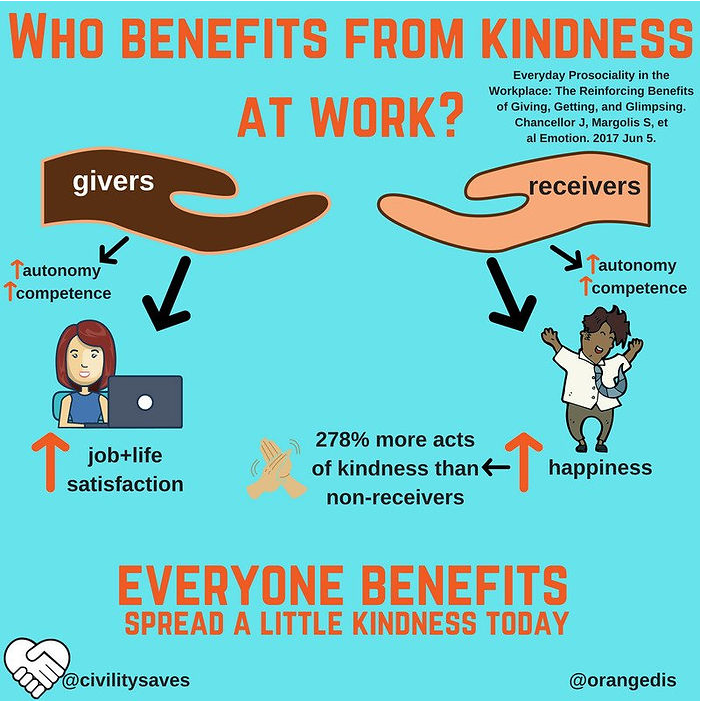 WHO BENEFITS FROM KINDNESS
AT WORK?
Everyday Prosociality in the
Workplace: The Reinforcing Benefits
of Giving, Getting, and Glimpsing.
Chancellor J, Margolis S, et
al Emotion. 2017 Jun 5.
givers
receivers
autonomy
competence
autonomy
competence
job+life
satisfaction
278% more acts
of kindness than
non-receivers
happiness
EVERYONE BENEFITS
SPREAD A LITTLE KINDNESS TODAY
@civilitysaves
@orangedis